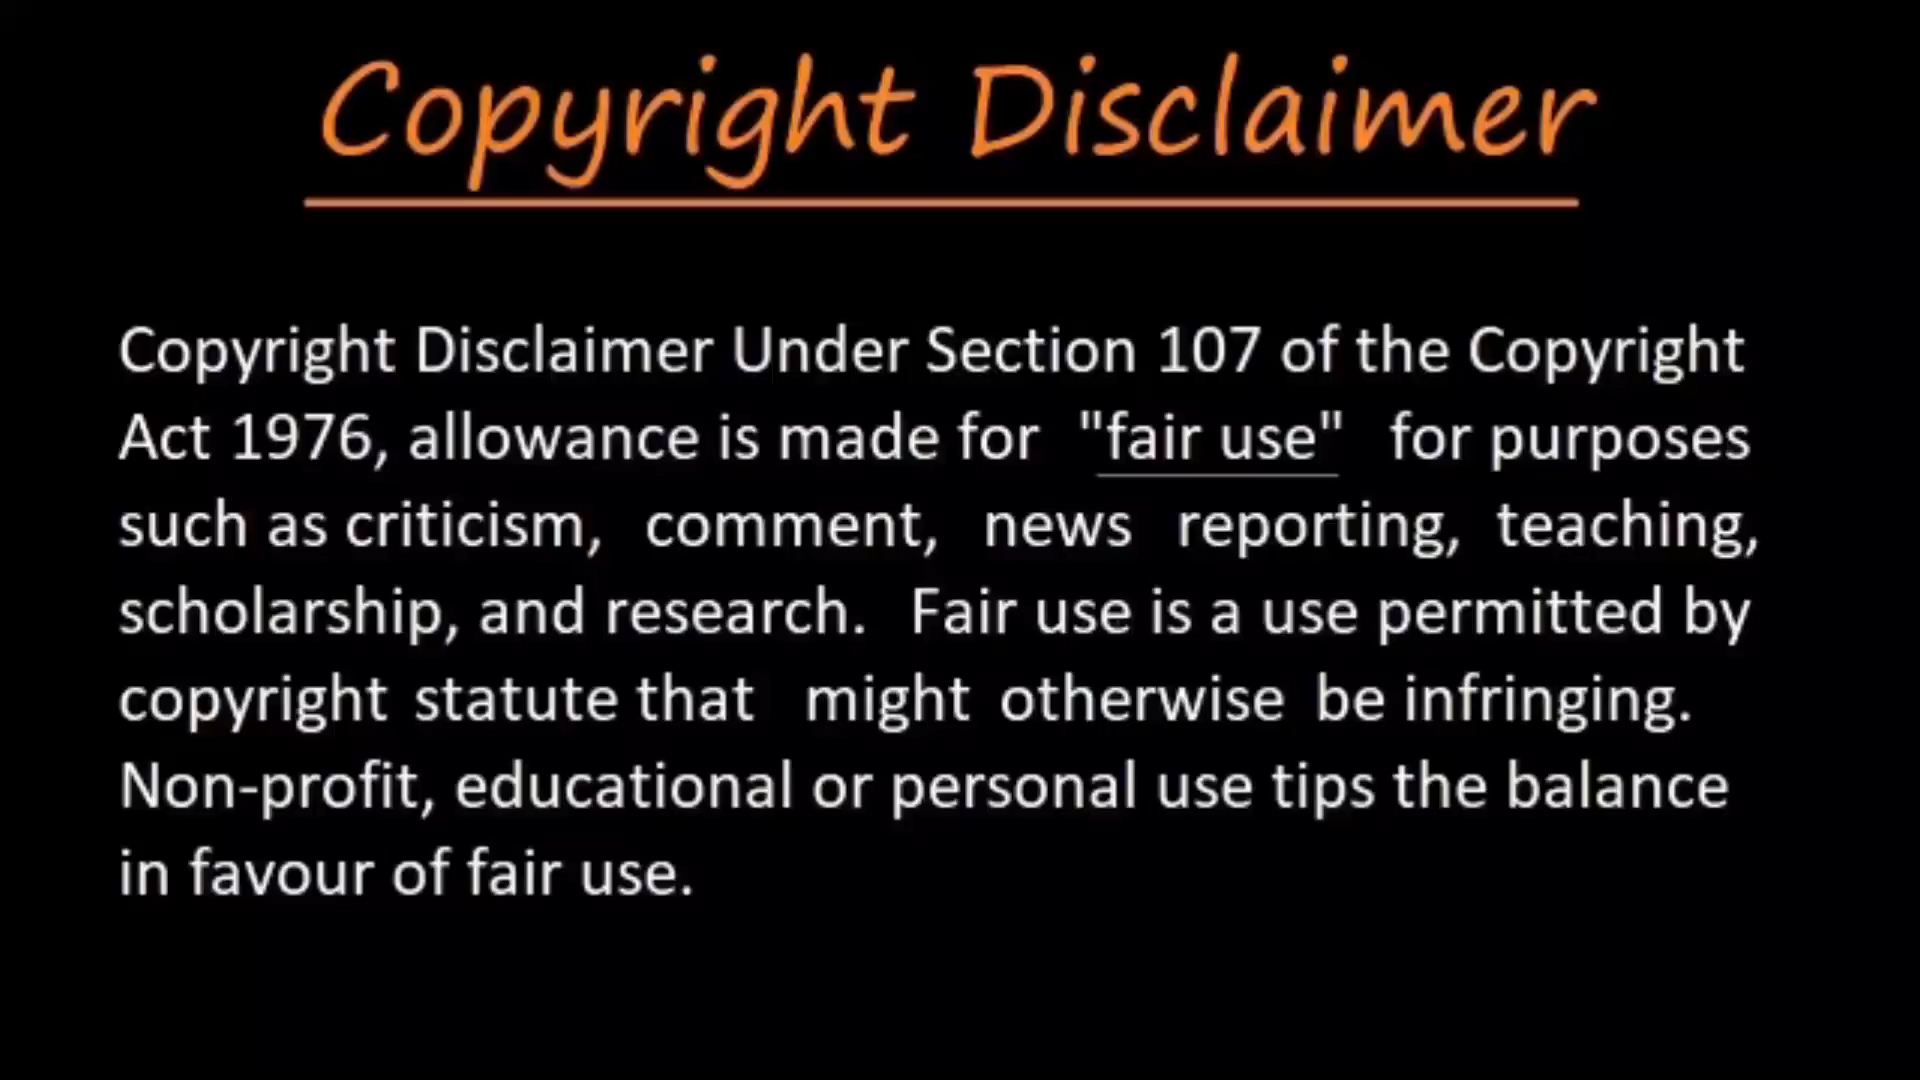 Copyright Disclaimer
Copyright Disclaimer Under Section 107 of the Copyright
Act 1976, allowance is made for "fair use" for purposes
such as criticism, comment, news reporting, teaching,
scholarship, and research. Fair use is a use permitted by
copyright statute that might otherwise be infringing.
Non-profit, educational or personal use tips the balance
in favour of fair use.